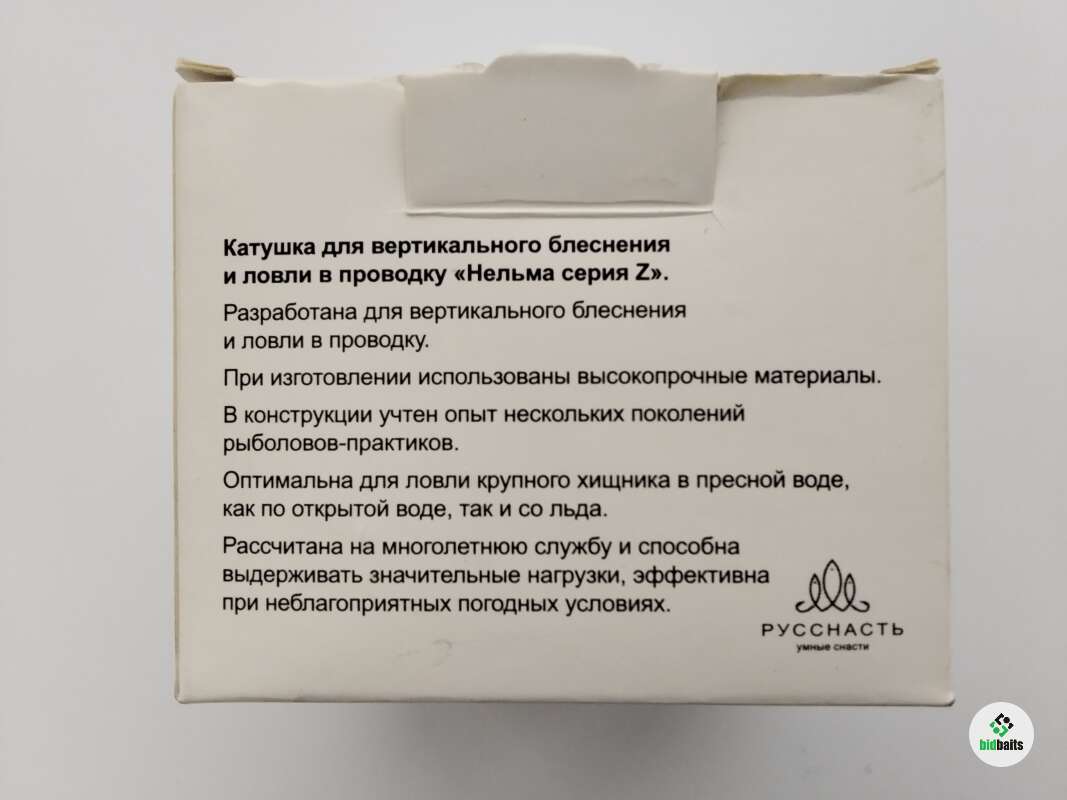 Катушка для вертикального блеснения
и ловли в проводку «Нельма серия Z».
Разработана для вертикального блеснения
и ловли в проводку.
При изготовлении использованы высокопрочные материалы.
В конструкции учтен опыт нескольких поколений
рыболовов-практиков.
Оптимальна для ловли крупного хищника в пресной воде,
как по открытой воде, так и со льда.
Рассчитана на многолетнюю службу и способна
выдерживать значительные нагрузки, эффективна
при неблагоприятных погодных условиях.
РУССНАСТЬ
умные снасти
bidbaits